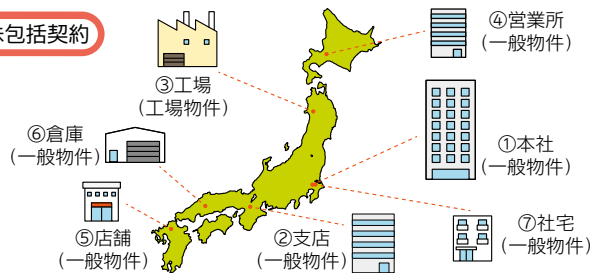 包括契約
④営業所
(一般物件)
③工場
(工場物件)
①本社
(一般物件)
⑥倉庫
(一般物件)
⑤店舗
(一般物件)
②支店
(一般物件)
⑦社宅
(一般物件)